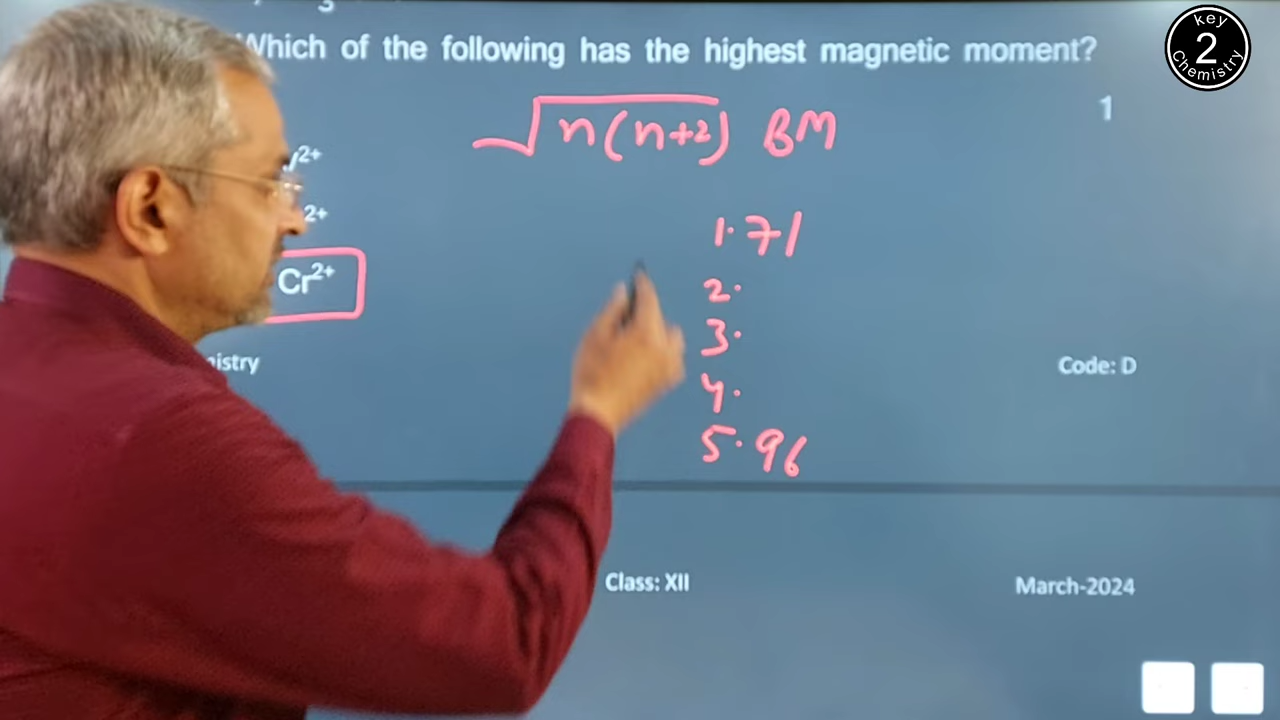 3
Which of the following has the highest magnetic moment?
1
√n(n+2) BM
2+
2+
Cr²⁺
1.71
2.
3.
4.
5.96
Code: D
Class: XII
March-2024
key
2
Chemistry